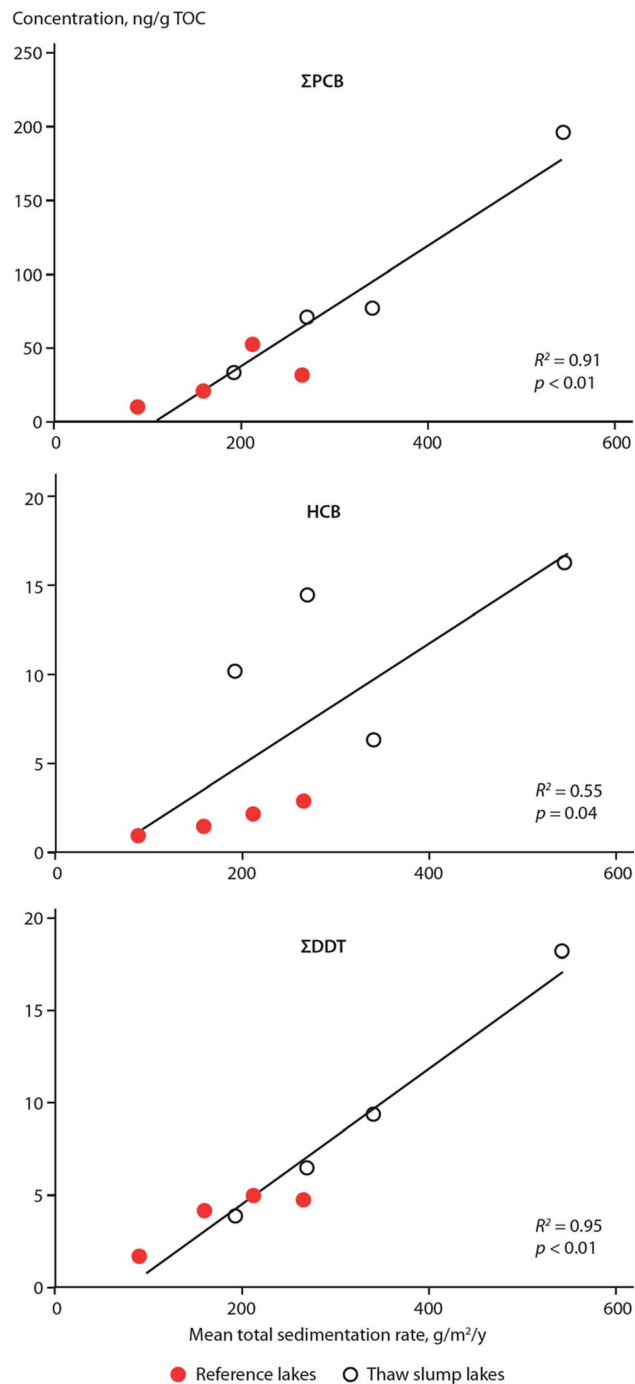 Concentration, ng/g TOC
250
ΣPCB
200
150
100
50
R² = 0.91
p < 0.01
0
0 200 400 600
20
HCB
15
10
5
R² = 0.55
p = 0.04
0
0 200 400 600
20
ΣDDT
15
10
5
R² = 0.95
p < 0.01
0
0 200 400 600
Mean total sedimentation rate, g/m²/y
Reference lakes Thaw slump lakes